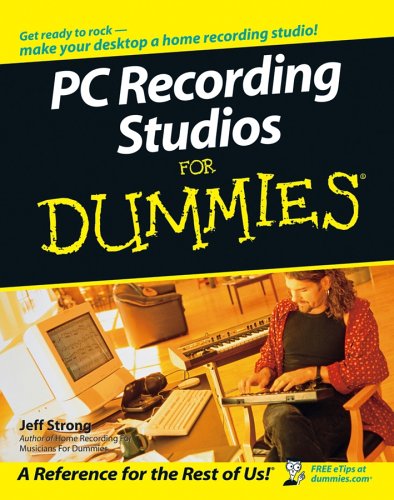 Get ready to rock —
make your desktop a home recording studio!
PC Recording
Studios
FOR
DUMMIES®
Jeff Strong
Author of Home Recording For
Musicians For Dummies
A Reference for the Rest of Us!®
FREE eTips at
dummies.com®